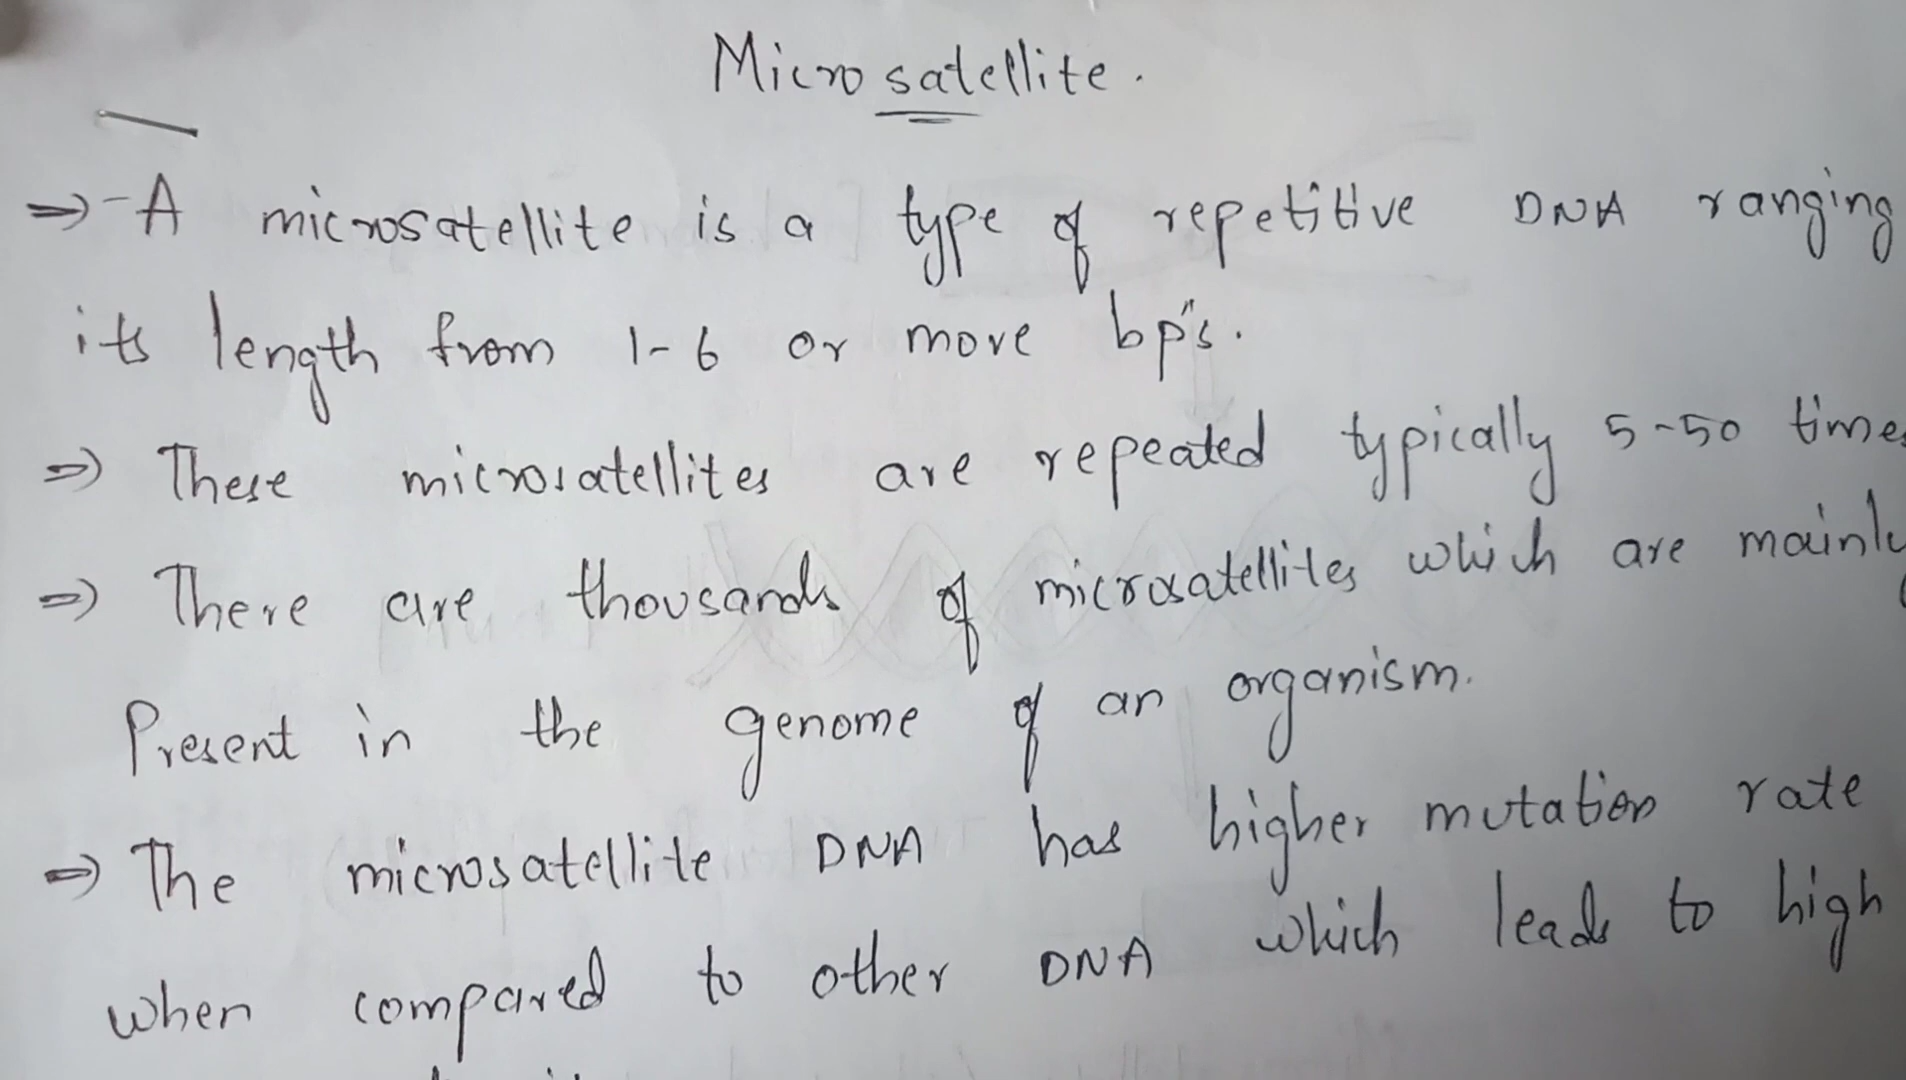 Microsatellite.
⇒ - A microsatellite is a type of repetitive DNA ranging
its length from 1-6 or more bp's.
⇒ These microsatellites are repeated typically 5-50 times
⇒ There are thousands of microsatellites which are mainly
Present in the genome of an organism.
⇒ The microsatellite DNA has higher mutation rate
when compared to other DNA which leads to high